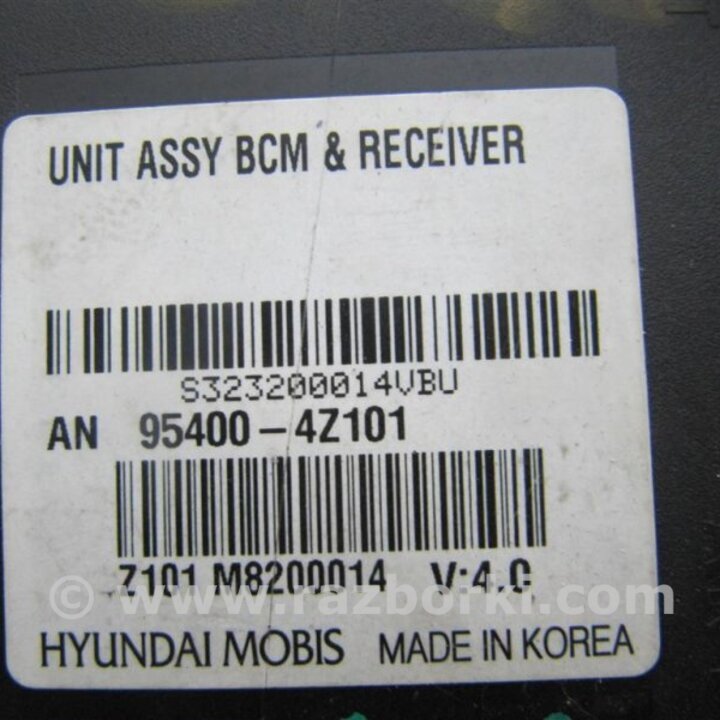 UNIT ASSY BCM & RECEIVER
S323200014VBU
AN 95400-4Z101
Z101 M8200014 V:4.0
© www.razborki.com
HYUNDAI MOBIS MADE IN KOREA